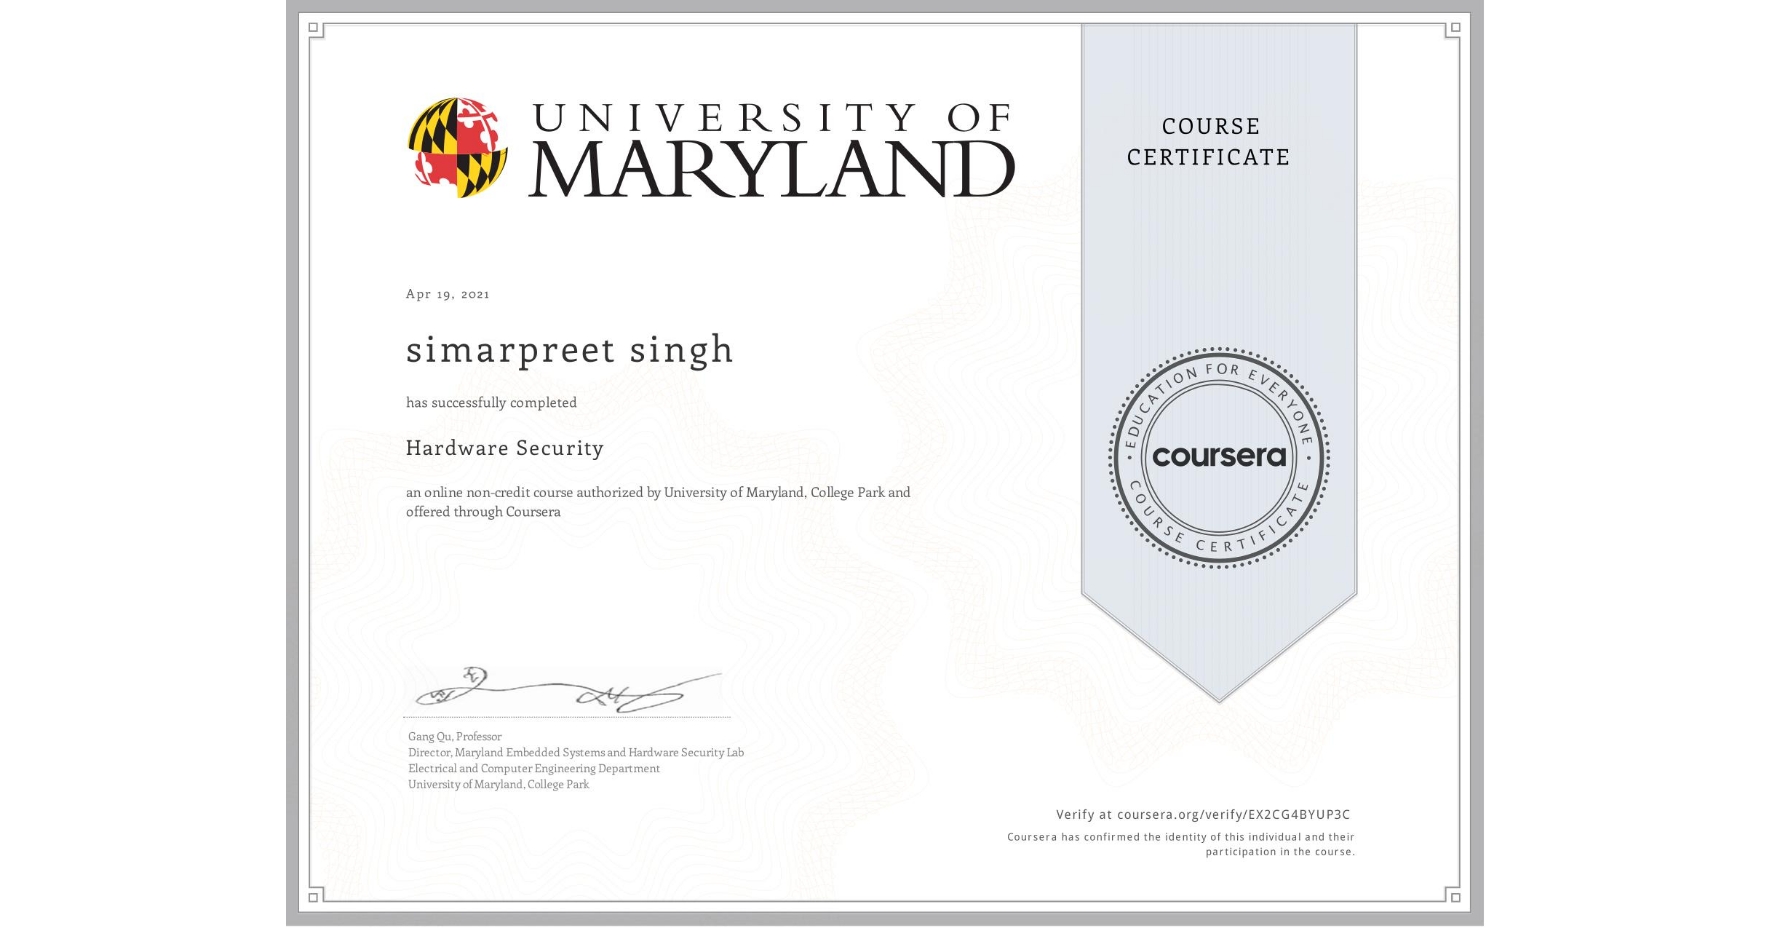 UNIVERSITY OF
MARYLAND
COURSE
CERTIFICATE
Apr 19, 2021
simarpreet singh
has successfully completed
Hardware Security
an online non-credit course authorized by University of Maryland, College Park and
offered through Coursera
EDUCATION FOR EVERYONE
coursera
COURSE CERTIFICATE
Gang Qu, Professor
Director, Maryland Embedded Systems and Hardware Security Lab
Electrical and Computer Engineering Department
University of Maryland, College Park
Verify at coursera.org/verify/EX2CG4BYUP3C
Coursera has confirmed the identity of this individual and their
participation in the course.